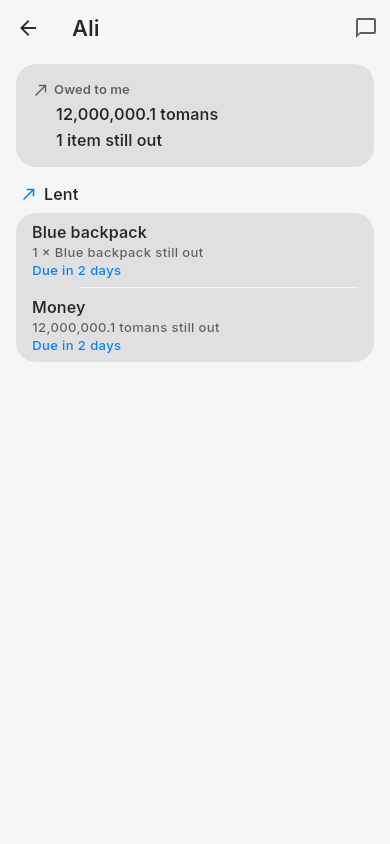 Ali
Owed to me
12,000,000.1 tomans
1 item still out
Lent
Blue backpack
1 × Blue backpack still out
Due in 2 days
Money
12,000,000.1 tomans still out
Due in 2 days